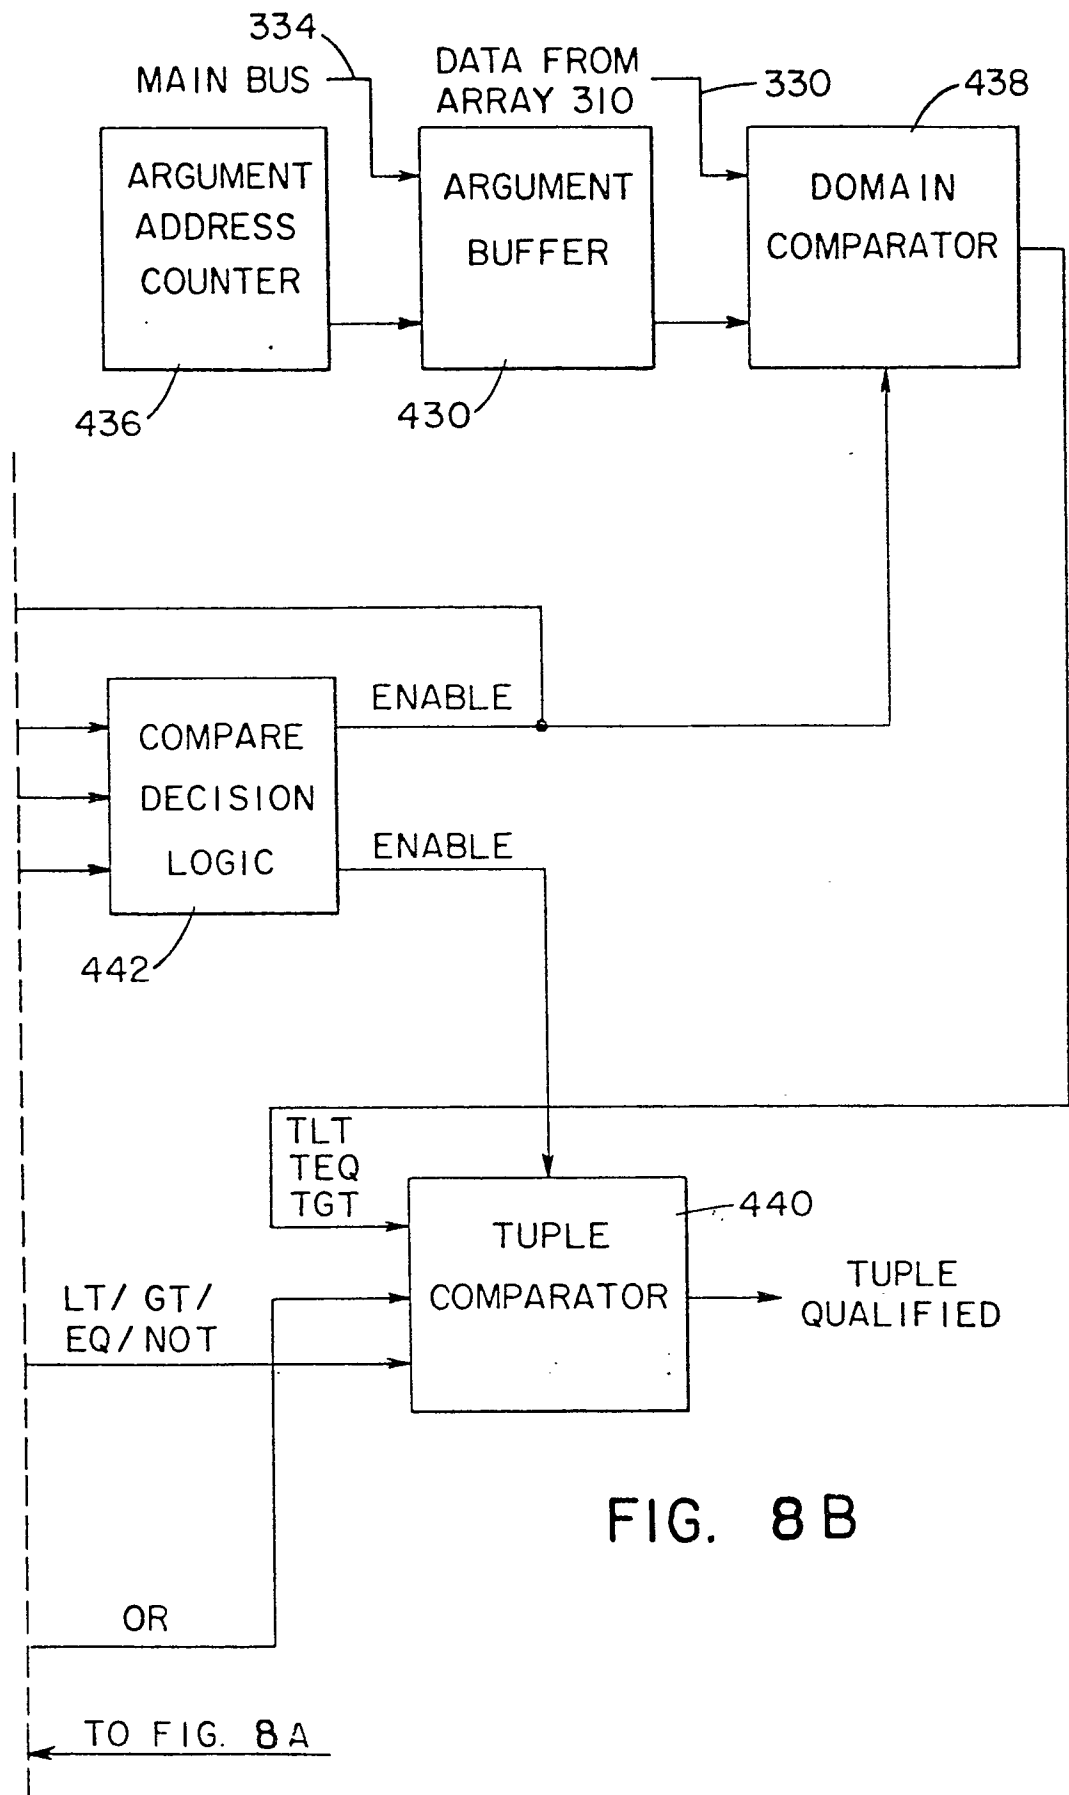 334
MAIN BUS
DATA FROM
ARRAY 310
330
438
ARGUMENT
ADDRESS
COUNTER
ARGUMENT
BUFFER
DOMAIN
COMPARATOR
436
430
ENABLE
COMPARE
DECISION
LOGIC
ENABLE
442
TLT
TEQ
TGT
440
TUPLE
COMPARATOR
TUPLE
QUALIFIED
LT/ GT/
EQ/NOT
FIG. 8B
OR
TO FIG. 8A